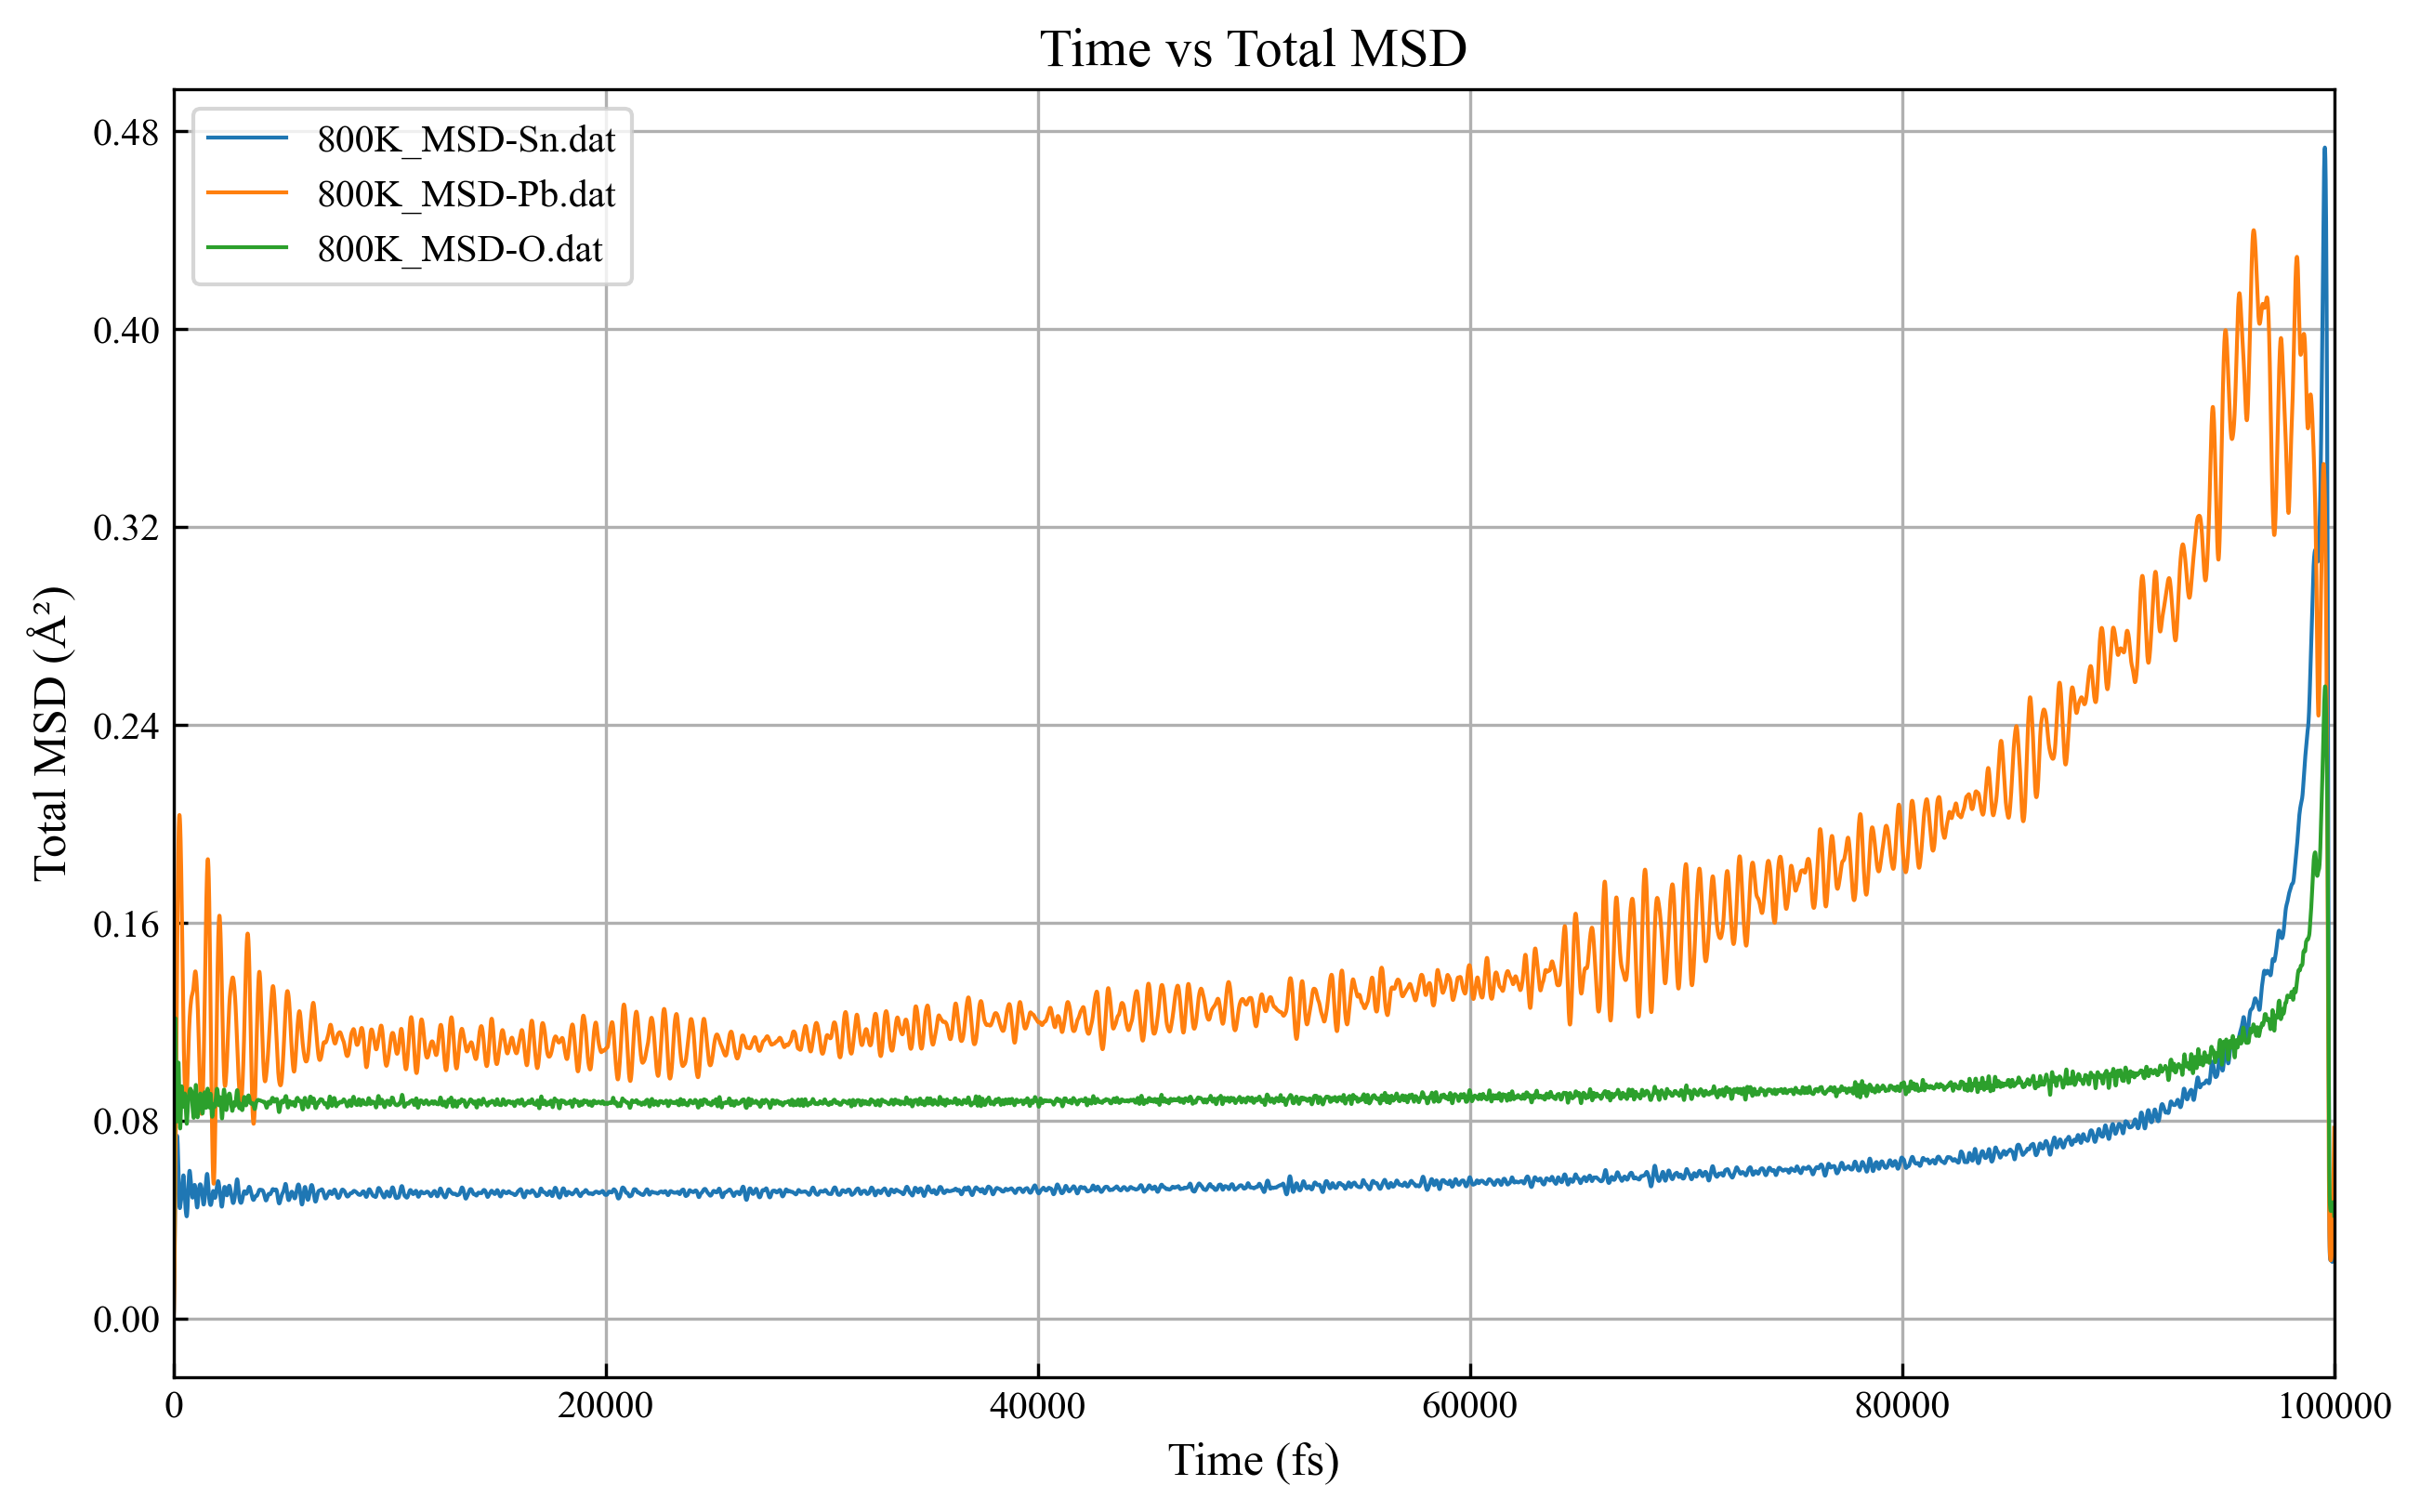 Time vs Total MSD
800K_MSD-Sn.dat
800K_MSD-Pb.dat
800K_MSD-O.dat
Total MSD (Å²)
0.48
0.40
0.32
0.24
0.16
0.08
0.00
0 20000 40000 60000 80000 100000
Time (fs)